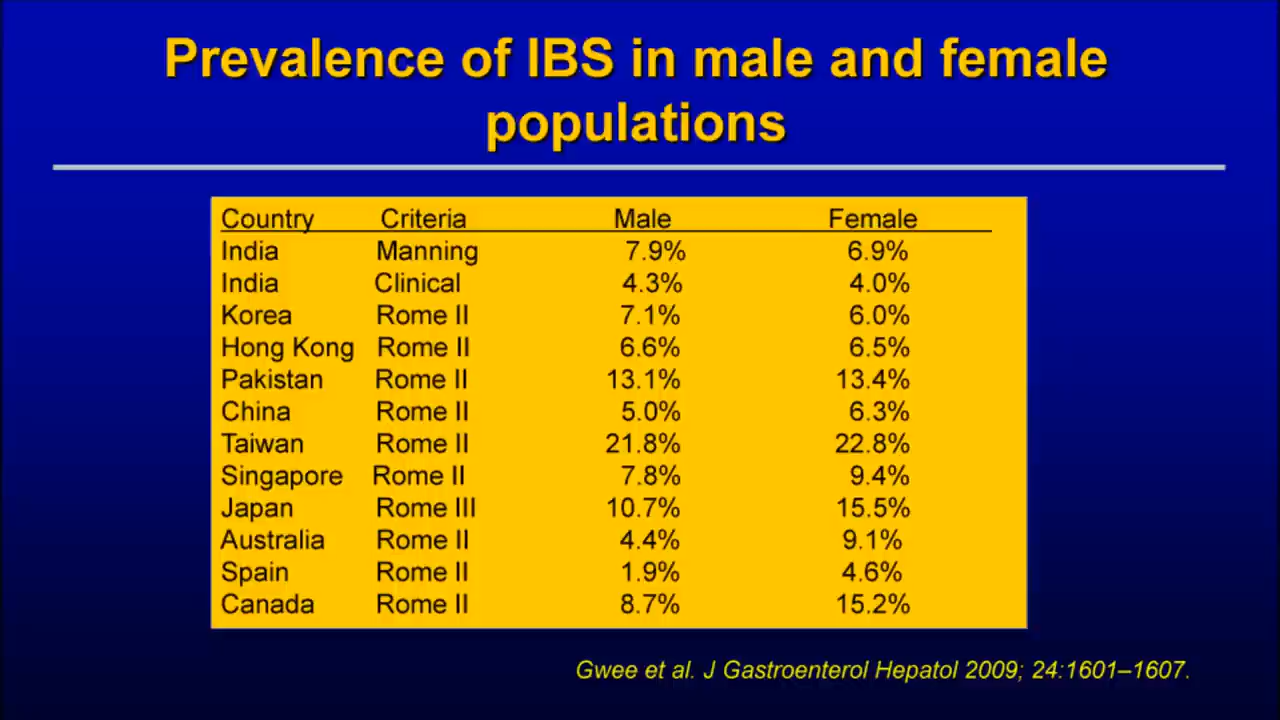 Prevalence of IBS in male and female
populations
Country Criteria Male Female
India Manning 7.9% 6.9%
India Clinical 4.3% 4.0%
Korea Rome II 7.1% 6.0%
Hong Kong Rome II 6.6% 6.5%
Pakistan Rome II 13.1% 13.4%
China Rome II 5.0% 6.3%
Taiwan Rome II 21.8% 22.8%
Singapore Rome II 7.8% 9.4%
Japan Rome III 10.7% 15.5%
Australia Rome II 4.4% 9.1%
Spain Rome II 1.9% 4.6%
Canada Rome II 8.7% 15.2%
Gwee et al. J Gastroenterol Hepatol 2009; 24:1601–1607.